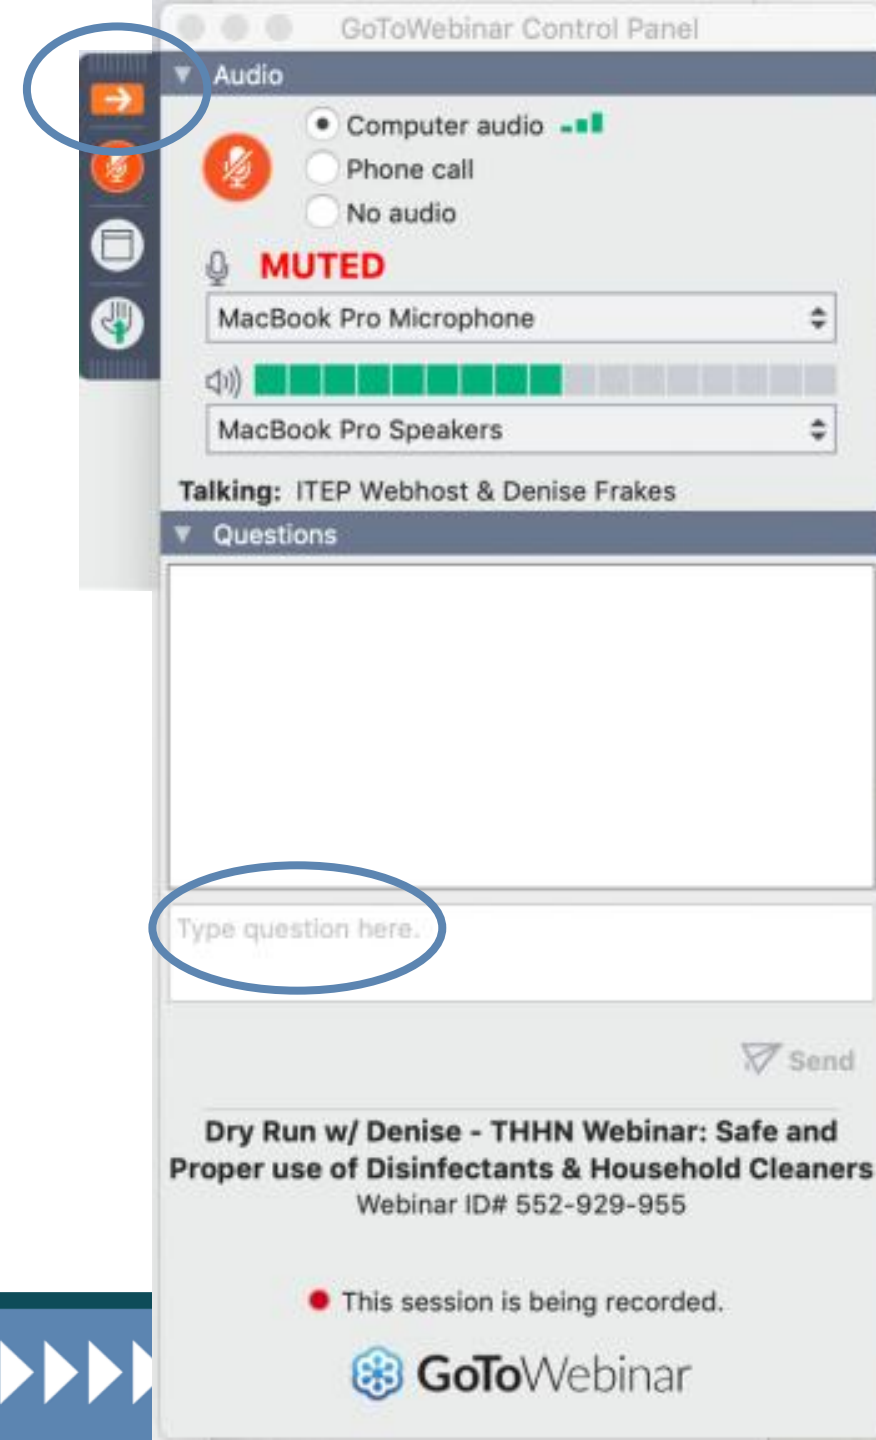 GoToWebinar Control Panel
Audio
Computer audio
Phone call
No audio
MUTED
MacBook Pro Microphone
MacBook Pro Speakers
Talking: ITEP Webhost & Denise Frakes
Questions
Type question here.
Send
Dry Run w/ Denise - THHN Webinar: Safe and
Proper use of Disinfectants & Household Cleaners
Webinar ID# 552-929-955
This session is being recorded.
GoToWebinar